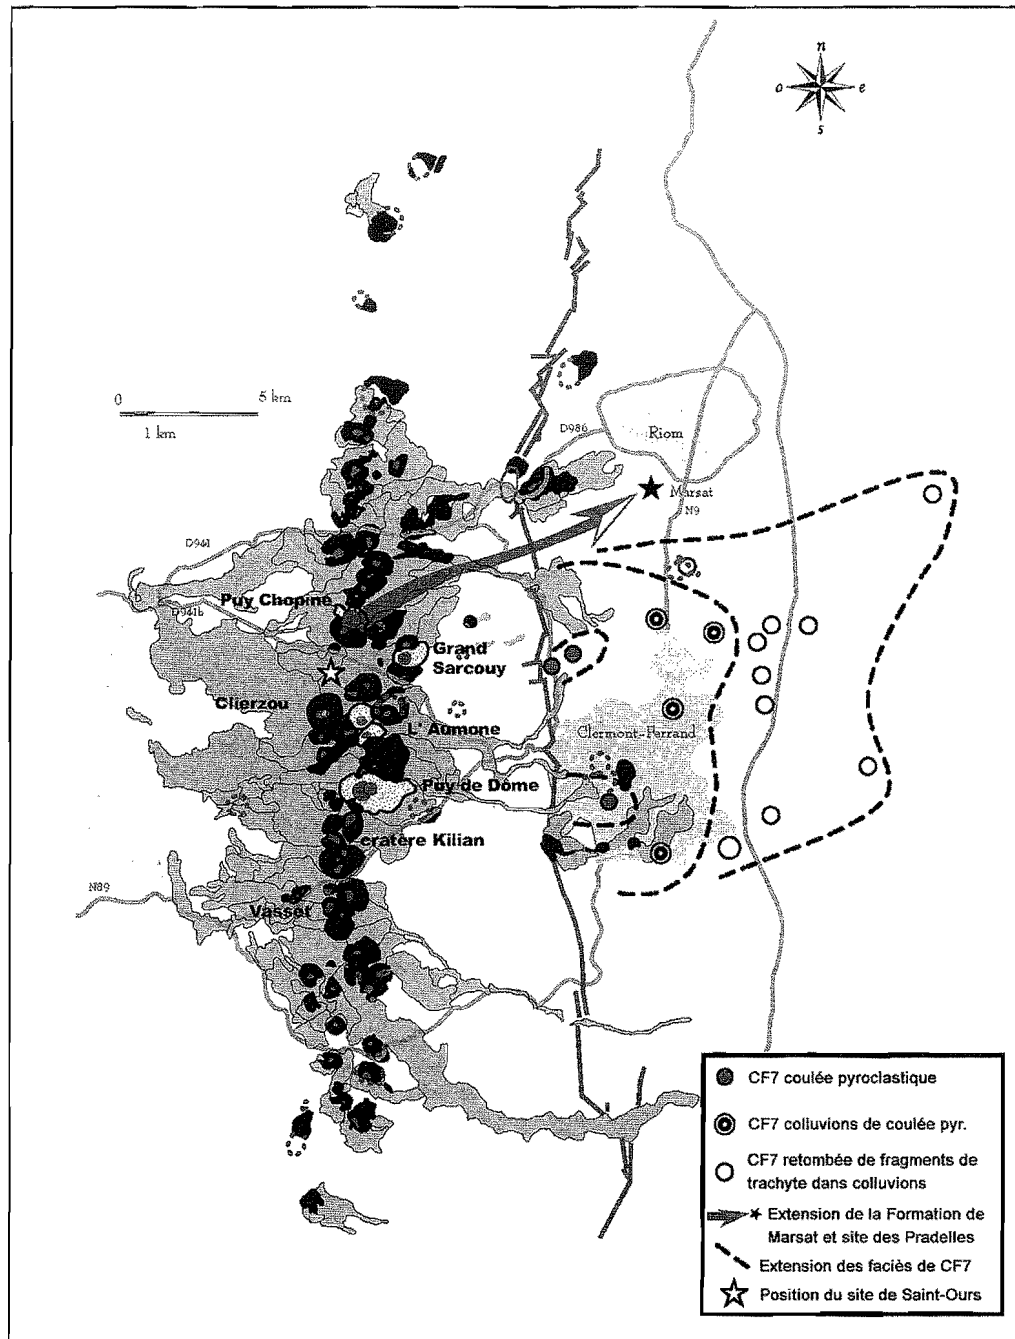 n
o e
s
0 5 km
1 km
D986
Riom
Marsat
N9
D941
Puy Chopine
D941b
Grand
Sarcouy
Clierzou
L' Aumone
Clermont-Ferrand
Puy de Dôme
cratère Kilian
N89
Vasset
CF7 coulée pyroclastique
CF7 colluvions de coulée pyr.
CF7 retombée de fragments de
trachyte dans colluvions
Extension de la Formation de
Marsat et site des Pradelles
Extension des faciès de CF7
Position du site de Saint-Ours